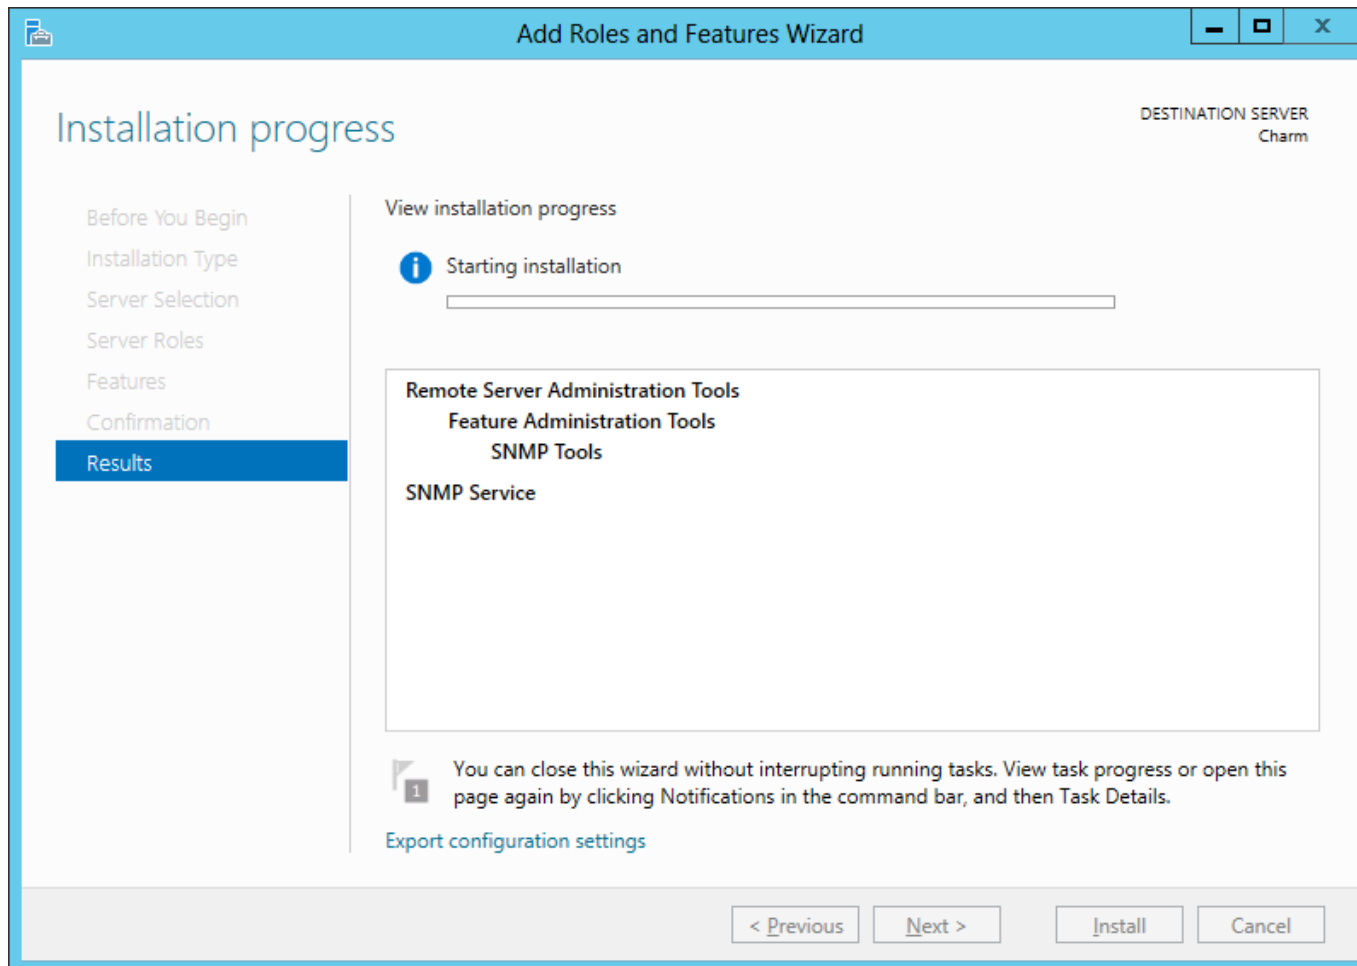 Add Roles and Features Wizard
Installation progress
DESTINATION SERVER
Charm
Before You Begin
Installation Type
Server Selection
Server Roles
Features
Confirmation
Results
View installation progress
Starting installation
Remote Server Administration Tools
Feature Administration Tools
SNMP Tools
SNMP Service
1
You can close this wizard without interrupting running tasks. View task progress or open this
page again by clicking Notifications in the command bar, and then Task Details.
Export configuration settings
< Previous
Next >
Install
Cancel